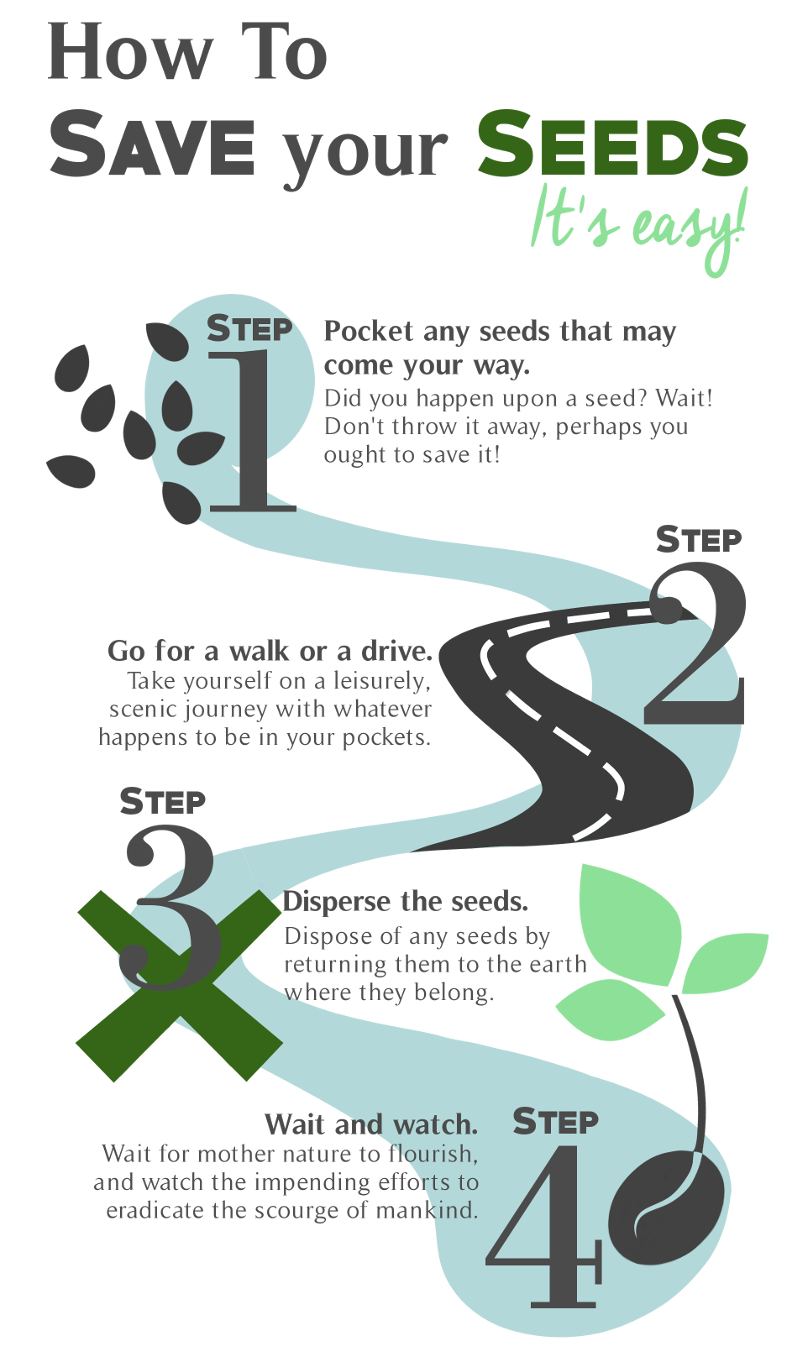 How To
SAVE your SEEDS
It's easy!
STEP
1
Pocket any seeds that may
come your way.
Did you happen upon a seed? Wait!
Don't throw it away, perhaps you
ought to save it!
STEP
2
Go for a walk or a drive.
Take yourself on a leisurely,
scenic journey with whatever
happens to be in your pockets.
STEP
3
Disperse the seeds.
Dispose of any seeds by
returning them to the earth
where they belong.
STEP
4
Wait and watch.
Wait for mother nature to flourish,
and watch the impending efforts to
eradicate the scourge of mankind.